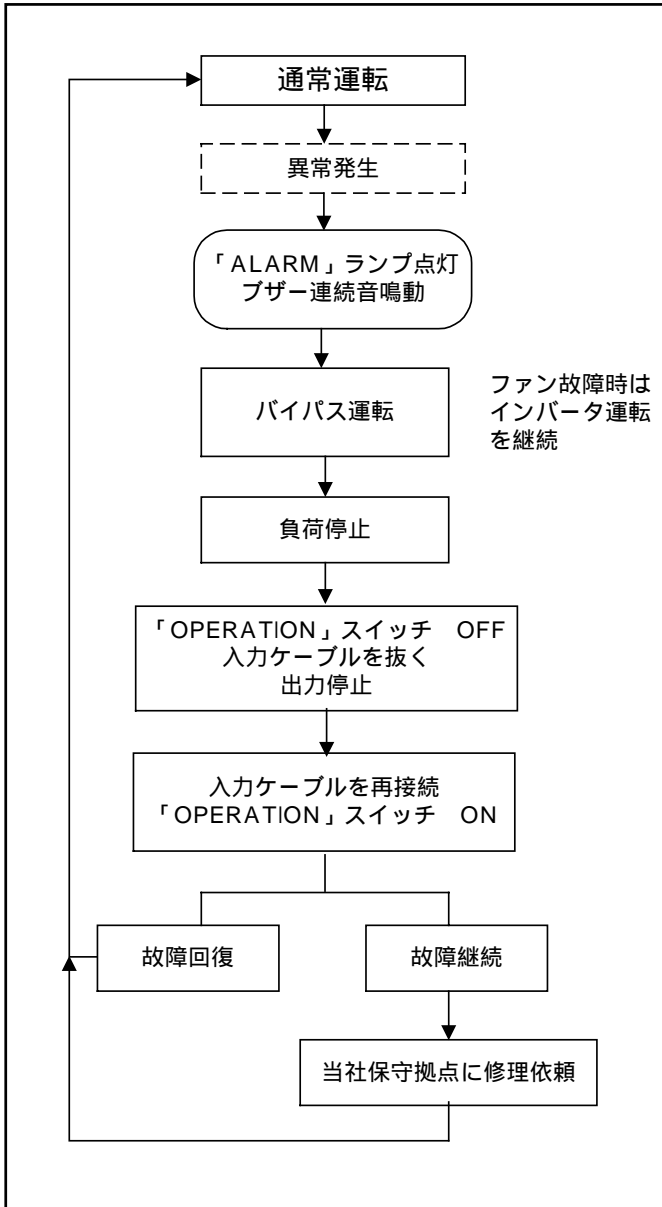 通常運転
異常発生
「ALARM」ランプ点灯
ブザー連続音鳴動
バイパス運転
ファン故障時は
インバータ運転
を継続
負荷停止
「OPERATION」スイッチ　OFF
入力ケーブルを抜く
出力停止
入力ケーブルを再接続
「OPERATION」スイッチ　ON
故障回復
故障継続
当社保守拠点に修理依頼